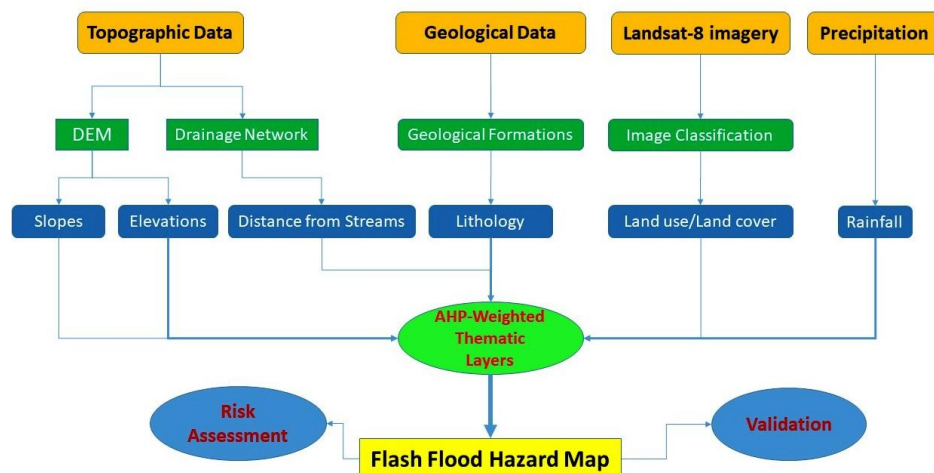 Topographic Data
Geological Data
Landsat-8 imagery
Precipitation
DEM
Drainage Network
Geological Formations
Image Classification
Slopes
Elevations
Distance from Streams
Lithology
Land use/Land cover
Rainfall
AHP-Weighted
Thematic
Layers
Risk
Assessment
Validation
Flash Flood Hazard Map